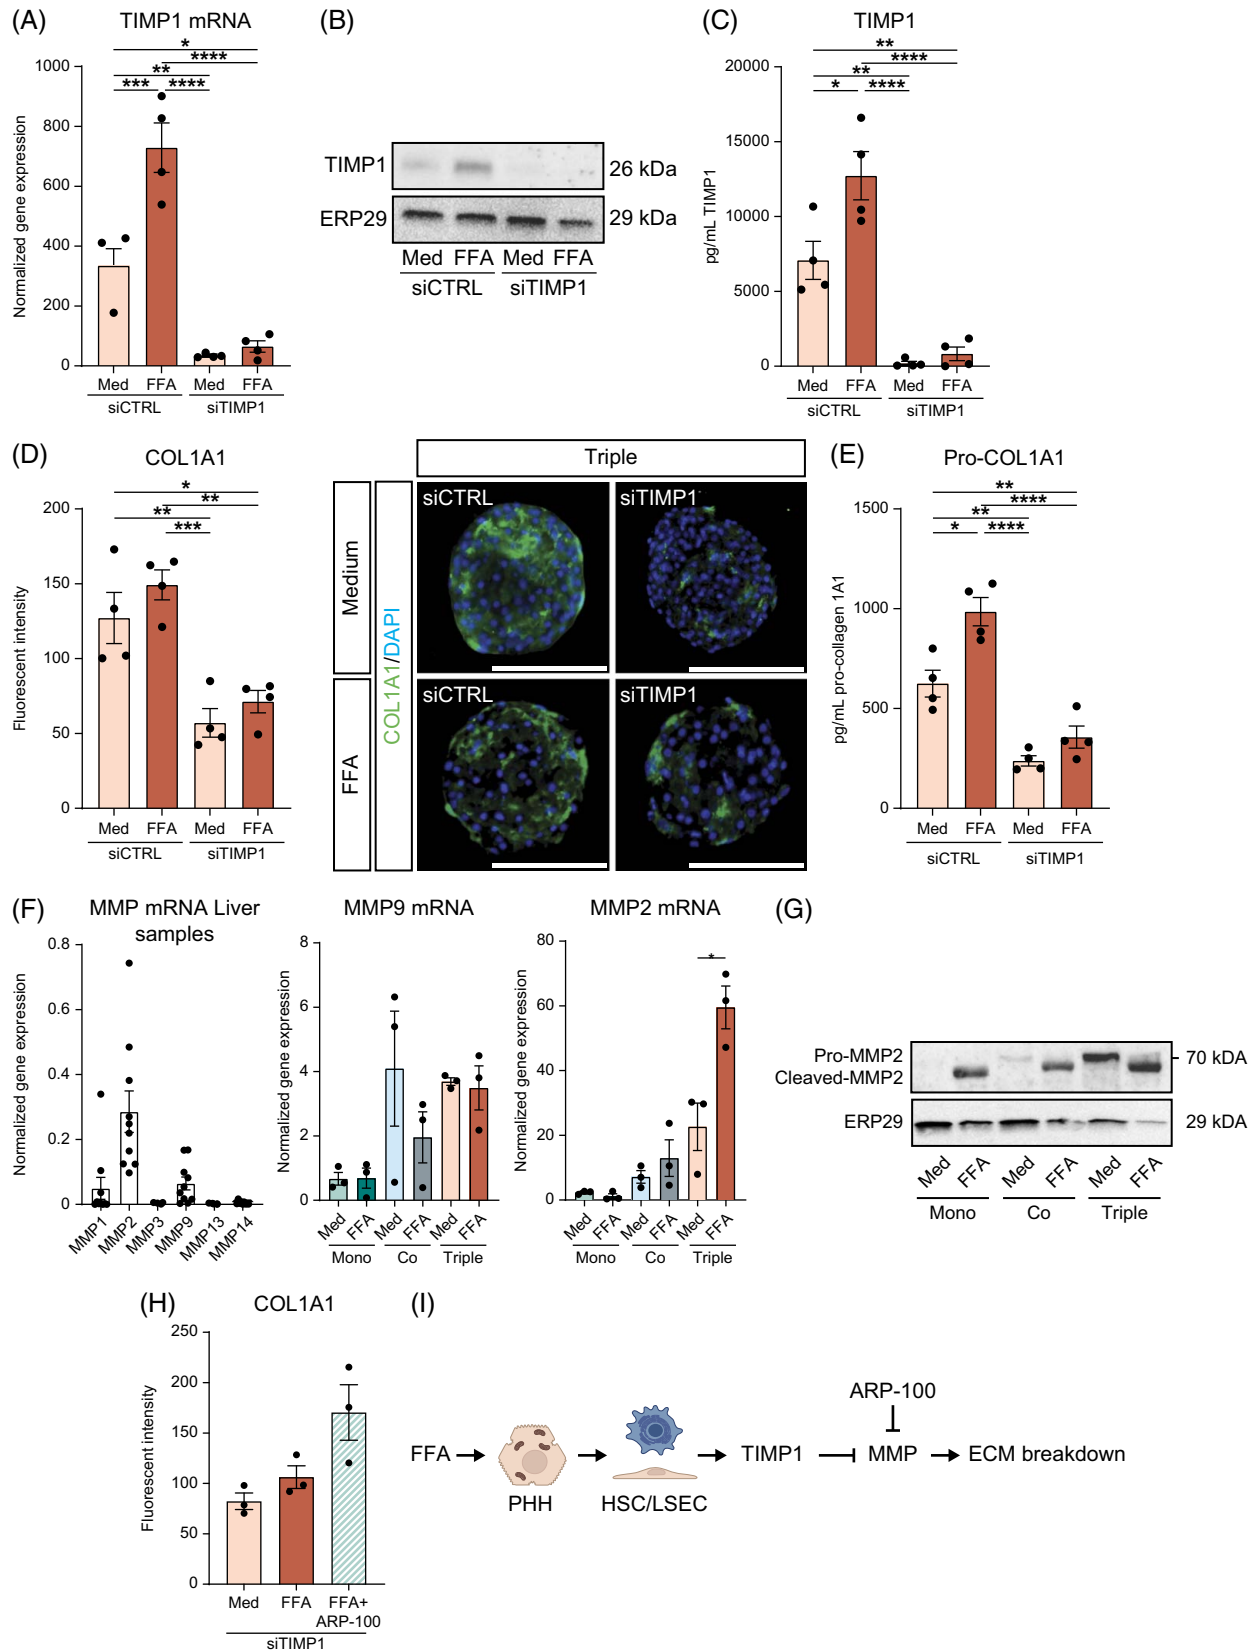 (A)
TIMP1 mRNA
*
****
**
*** ****
Normalized gene expression
1000
800
600
400
200
0
Med FFA Med FFA
siCTRL siTIMP1
(B)
TIMP1
26 kDa
ERP29
29 kDa
Med FFA Med FFA
siCTRL siTIMP1
(C)
TIMP1
**
****
**
* ****
pg/mL TIMP1
20000
15000
10000
5000
0
Med FFA Med FFA
siCTRL siTIMP1
(D)
COL1A1
*
**
**
***
Fluorescent intensity
200
150
100
50
0
Med FFA Med FFA
siCTRL siTIMP1
Triple
Medium
FFA
COL1A1/DAPI
siCTRL siTIMP1
siCTRL siTIMP1
(E)
Pro-COL1A1
**
****
**
* ****
pg/mL pro-collagen 1A1
1500
1000
500
0
Med FFA Med FFA
siCTRL siTIMP1
(F)
MMP mRNA Liver
samples
Normalized gene expression
0.8
0.6
0.4
0.2
0
MMP1 MMP2 MMP3 MMP9 MMP13 MMP14
MMP9 mRNA
Normalized gene expression
8
6
4
2
0
Med FFA Med FFA Med FFA
Mono Co Triple
MMP2 mRNA
*
Normalized gene expression
80
60
40
20
0
Med FFA Med FFA Med FFA
Mono Co Triple
(G)
Pro-MMP2
Cleaved-MMP2
70 kDA
ERP29
29 kDA
Med FFA Med FFA Med FFA
Mono Co Triple
(H)
COL1A1
Fluorescent intensity
250
200
150
100
50
0
Med FFA FFA+
ARP-100
siTIMP1
(I)
ARP-100
FFA TIMP1 MMP ECM breakdown
PHH HSC/LSEC